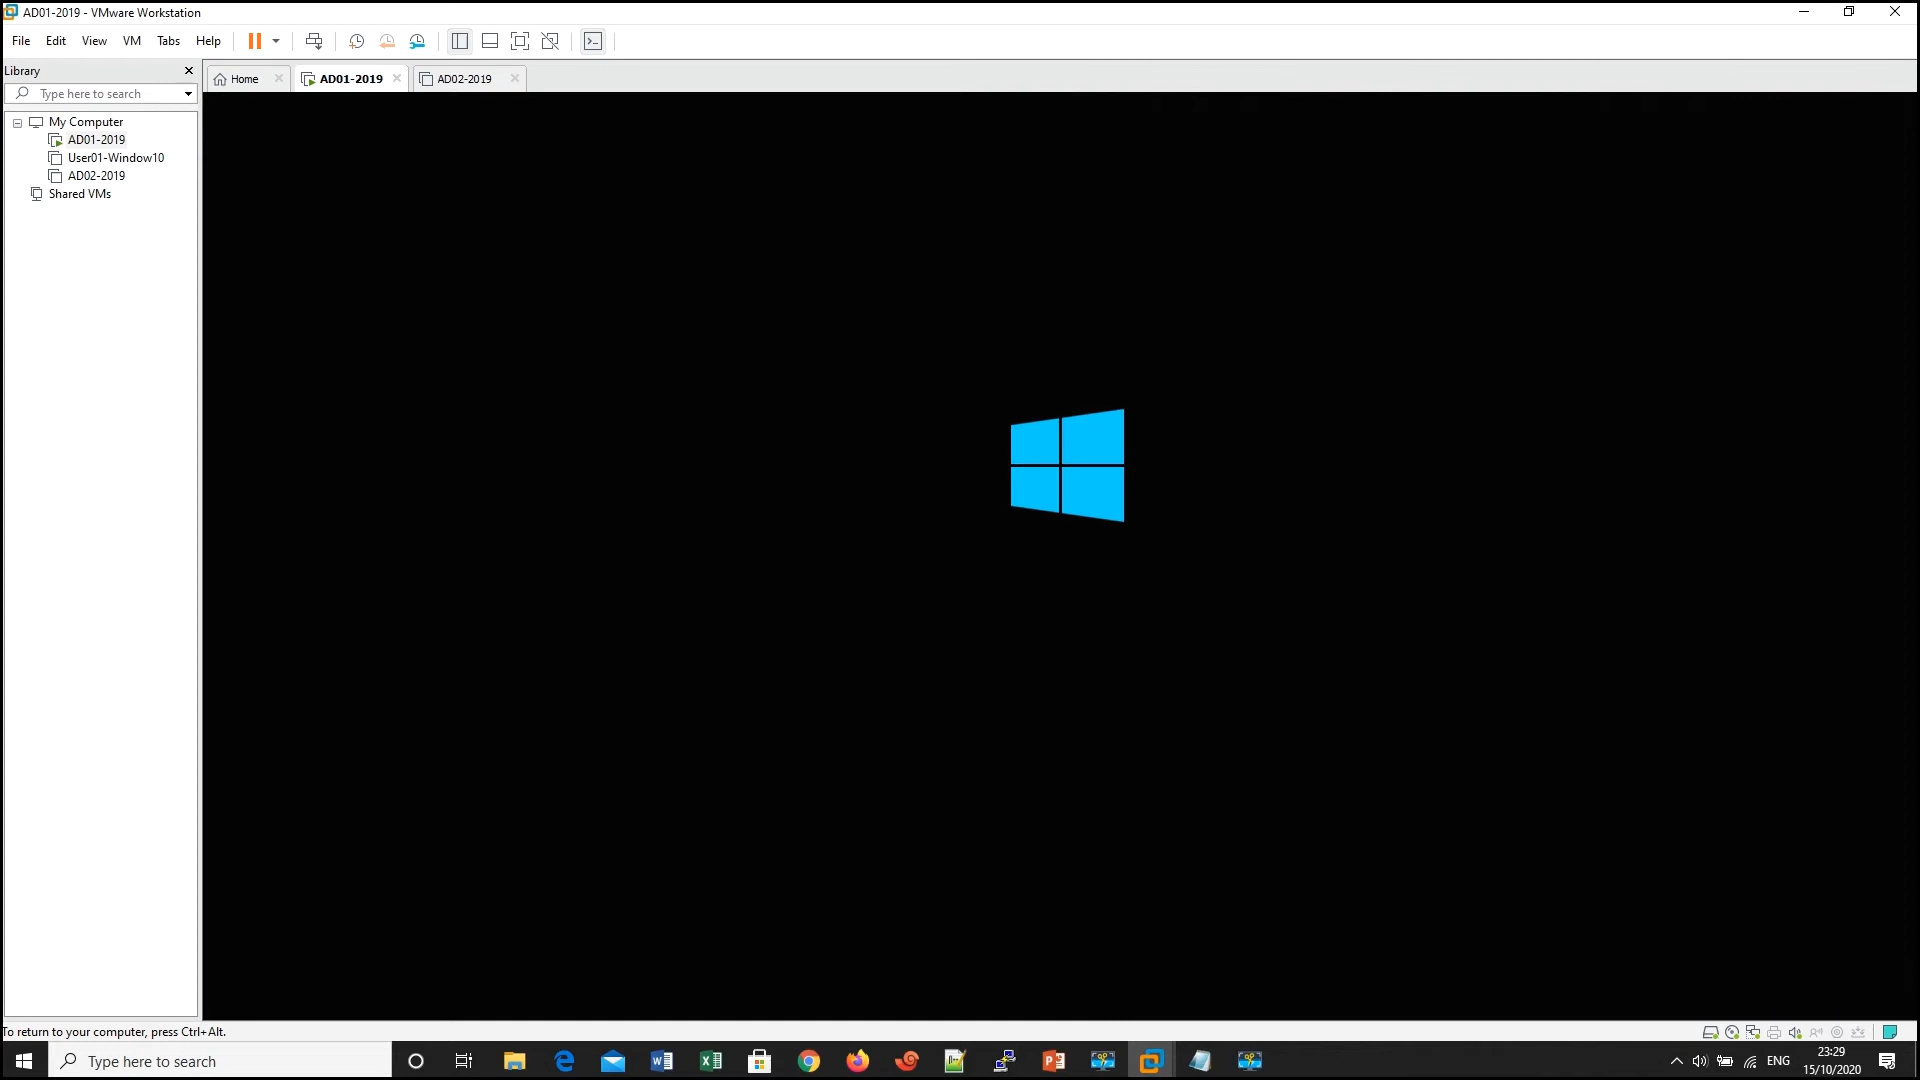 AD01-2019 - VMware Workstation
File Edit View VM Tabs Help
Library
Type here to search
Home
AD01-2019
AD02-2019
My Computer
AD01-2019
User01-Window10
AD02-2019
Shared VMs
To return to your computer, press Ctrl+Alt.
Type here to search
ENG
23:29
15/10/2020